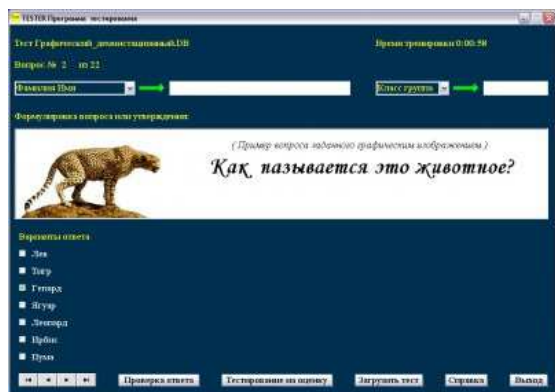 TESTER Программа тестирования
Тест Графический_демонстационный.DB
Время тренировки 0:00:50
Вопрос № 2 из 22
Фамилия Имя
Класс группа
Формулировка вопроса или утверждения:
( Пример вопроса заданного графическим изображением )
Как называется это животное?
Варианты ответа
Лев
Тигр
Гепард
Ягуар
Леопард
Ирбис
Пума
Проверка ответа
Тестирование на оценку
Загрузить тест
Справка
Выход